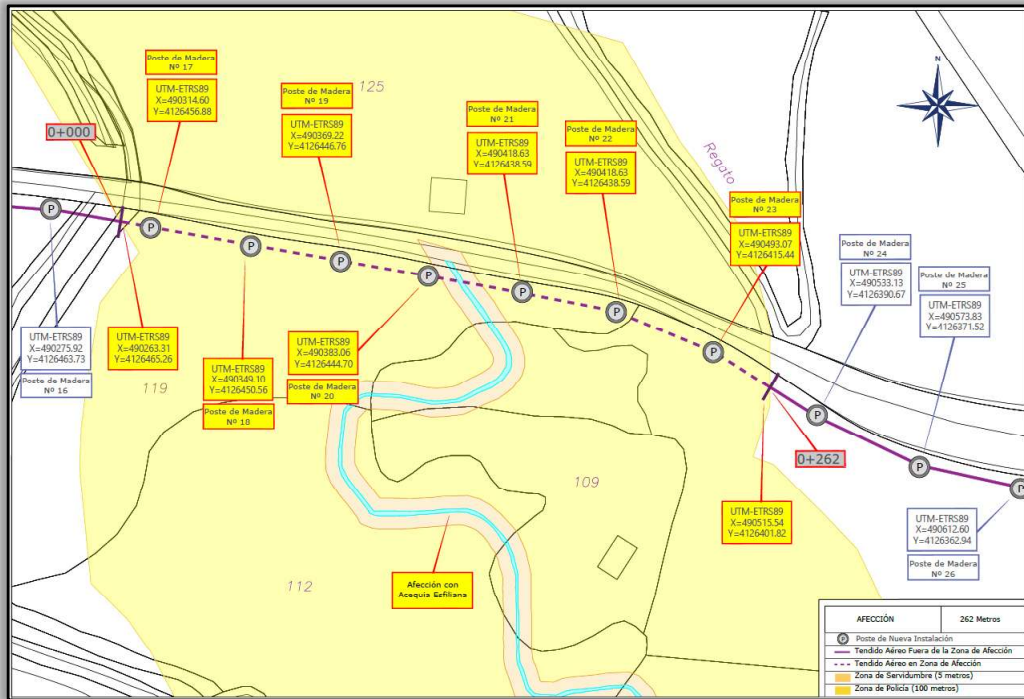 Poste de Madera
Nº 17
UTM-ETRS89
X=490314.60
Y=4126456.88
0+000
Poste de Madera
Nº 19
UTM-ETRS89
X=490369.22
Y=4126446.76
125
Poste de Madera
Nº 21
UTM-ETRS89
X=490418.63
Y=4126438.59
Poste de Madera
Nº 22
UTM-ETRS89
X=490418.63
Y=4126438.59
Regato
N
Poste de Madera
Nº 23
UTM-ETRS89
X=490493.07
Y=4126415.44
Poste de Madera
Nº 24
UTM-ETRS89
X=490533.13
Y=4126390.67
Poste de Madera
Nº 25
UTM-ETRS89
X=490573.83
Y=4126371.52
P
P
P
P
P
P
P
P
P
P
P
UTM-ETRS89
X=490275.92
Y=4126463.73
Poste de Madera
Nº 16
UTM-ETRS89
X=490263.31
Y=4126465.26
119
UTM-ETRS89
X=490349.10
Y=4126450.56
Poste de Madera
Nº 18
UTM-ETRS89
X=490383.06
Y=4126444.70
Poste de Madera
Nº 20
0+262
109
UTM-ETRS89
X=490515.54
Y=4126401.82
UTM-ETRS89
X=490612.60
Y=4126362.94
Poste de Madera
Nº 26
112
Afección con
Acequia Esfiliana
AFECCIÓN 262 Metros
P Poste de Nueva Instalación
Tendido Aéreo Fuera de la Zona de Afección
Tendido Aéreo en Zona de Afección
Zona de Servidumbre (5 metros)
Zona de Policía (100 metros)